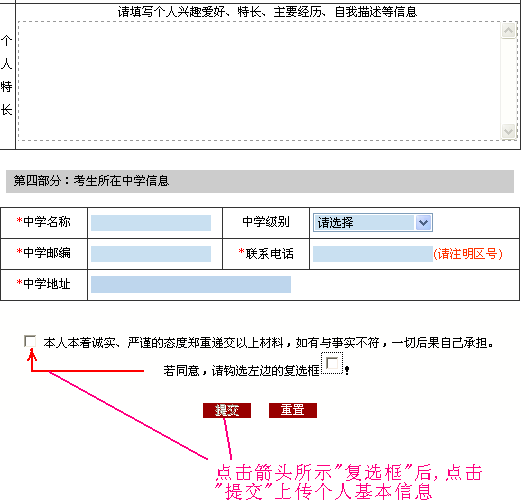 请填写个人兴趣爱好、特长、主要经历、自我描述等信息
个
人
特
长
第四部分：考生所在中学信息
*中学名称 中学级别 请选择
*中学邮编 *联系电话 (请注明区号)
*中学地址
本人本着诚实、严谨的态度郑重递交以上材料，如有与事实不符，一切后果自己承担。
若同意，请钩选左边的复选框！
提交 重置
点击箭头所示"复选框"后,点击
"提交"上传个人基本信息